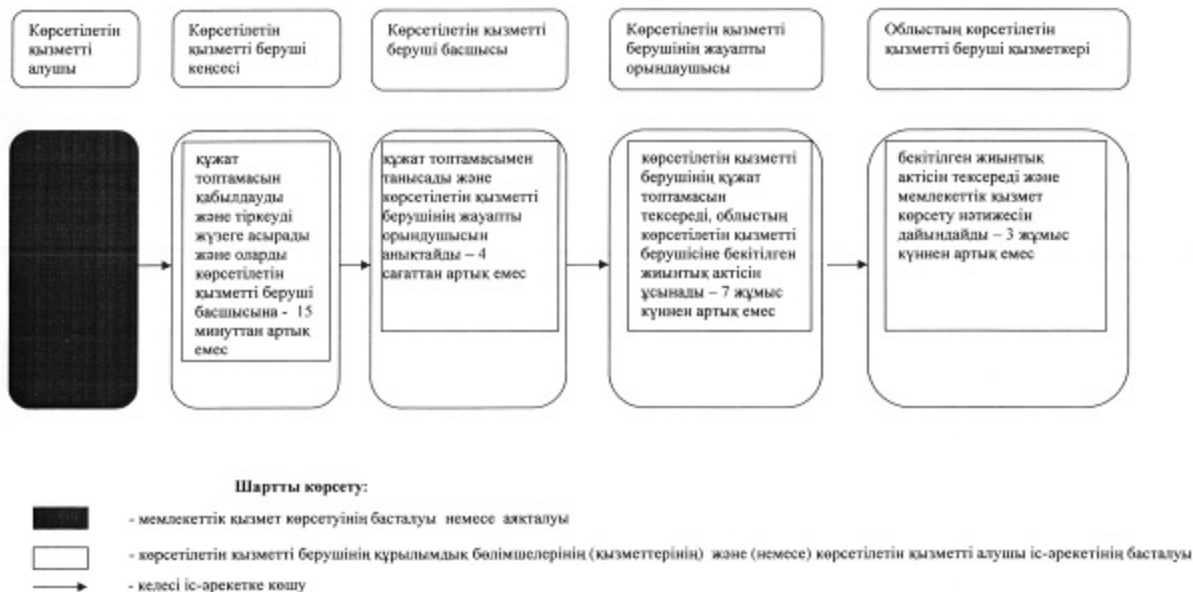 Көрсетілетін
қызметті
алушы
Көрсетілетін
қызметті беруші
кеңсесі
Көрсетілетін қызметті
беруші басшысы
Көрсетілетін қызметті
берушінің жауапты
орындаушысы
Облыстың көрсетілетін
қызметті беруші қызметкері
құжат
топтамасын
қабылдауды
және тіркеуді
жүзеге асырады
және оларды
көрсетілетін
қызметті беруші
басшысына - 15
минуттан артық
емес
құжат топтамасымен
танысады және
көрсетілетін қызметті
берушінің жауапты
орындушысын
анықтайды – 4
сағаттан артық емес
көрсетілетін қызметті
берушінің құжат
топтамасын
тексереді, облыстың
көрсетілетін қызметті
берушісіне бекітілген
жиынтық актісін
ұсынады – 7 жұмыс
күннен артық емес
бекітілген жиынтық
актісін тексереді және
мемлекеттік қызмет
көрсету нәтижесін
дайындайды – 3 жұмыс
күннен артық емес
Шартты көрсету:
- мемлекеттік қызмет көрсетуінің басталуы немесе аяқталуы
- көрсетілетін қызметті берушінің құрылымдық бөлімшелерінің (қызметтерінің) және (немесе) көрсетілетін қызметті алушы іс-әрекетінің басталуы
- келесі іс-әрекетке көшу